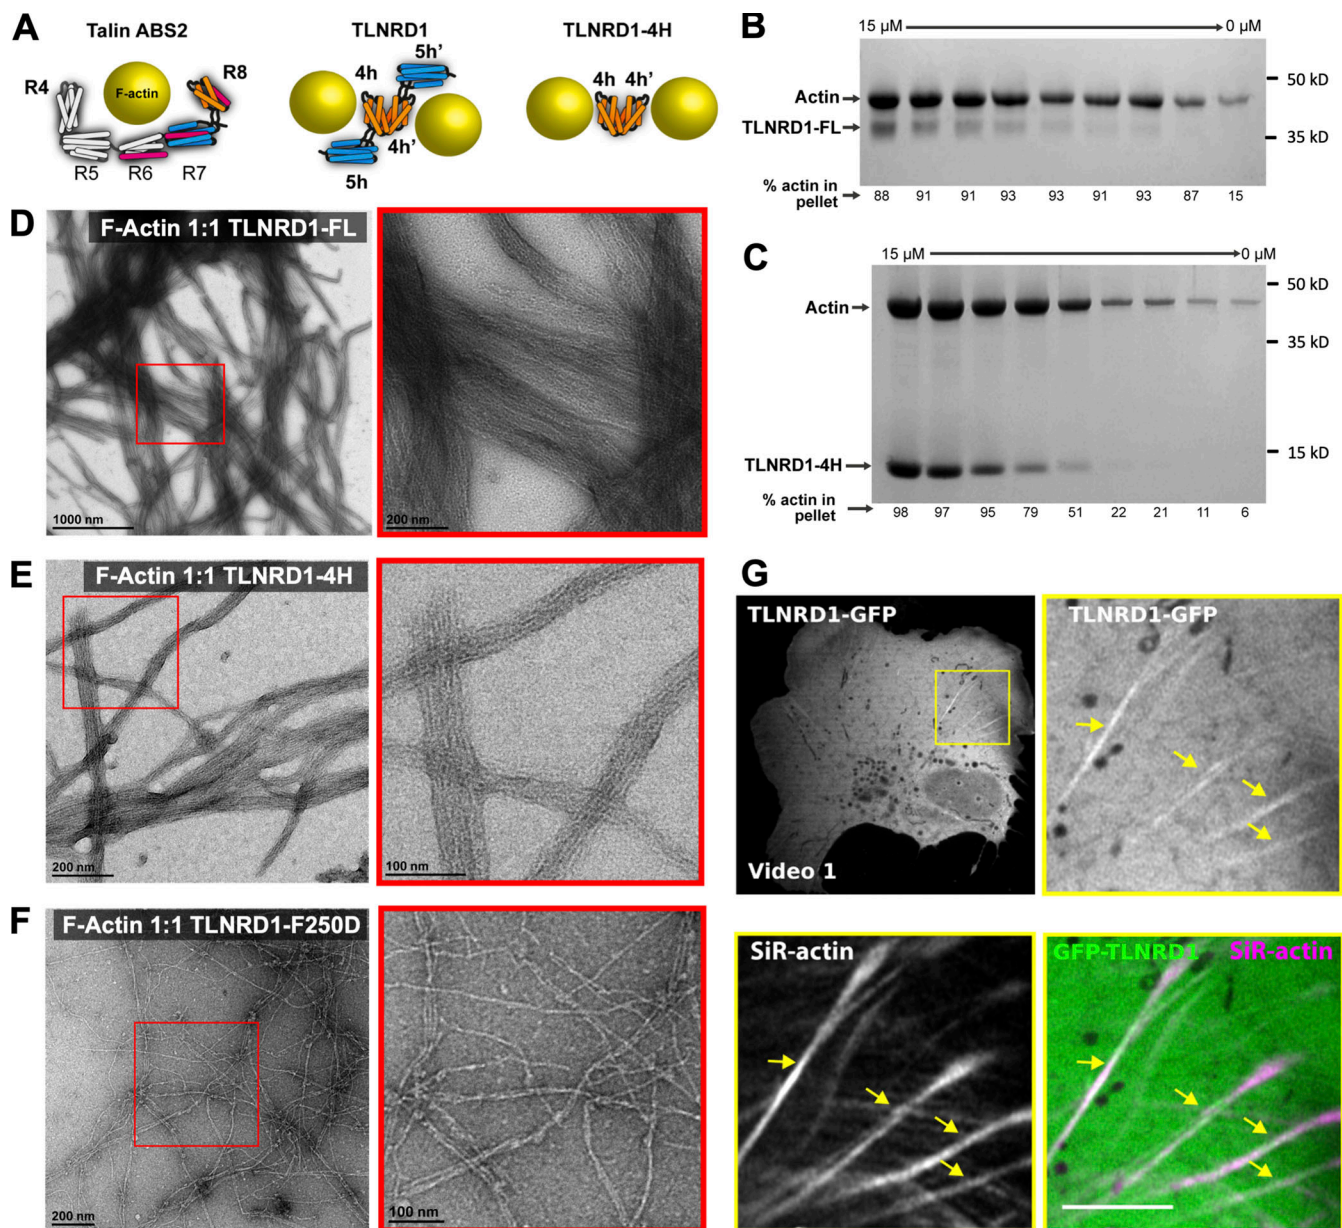 A
Talin ABS2
R4
F-actin
R8
R5
R6
R7
TLNRD1
5h’
4h
4h’
5h
TLNRD1-4H
4h 4h’
B
15 µM
0 µM
Actin
TLNRD1-FL
50 kD
35 kD
% actin in
pellet
88 91 91 93 93 91 93 87 15
C
15 µM
0 µM
Actin
TLNRD1-4H
50 kD
35 kD
15 kD
% actin in
pellet
98 97 95 79 51 22 21 11 6
D
F-Actin 1:1 TLNRD1-FL
1000 nm
200 nm
E
F-Actin 1:1 TLNRD1-4H
200 nm
100 nm
F
F-Actin 1:1 TLNRD1-F250D
200 nm
100 nm
G
TLNRD1-GFP
Video 1
TLNRD1-GFP
SiR-actin
GFP-TLNRD1 SiR-actin